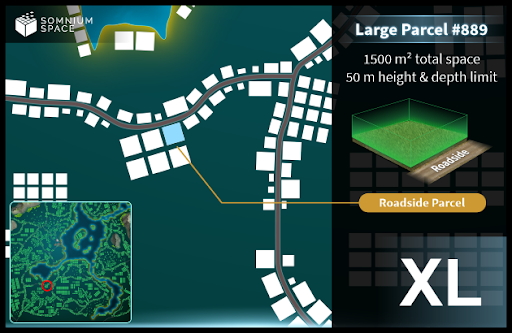 SOMNIUM
SPACE
Large Parcel #889
1500 m² total space
50 m height & depth limit
Roadside
Roadside Parcel
XL